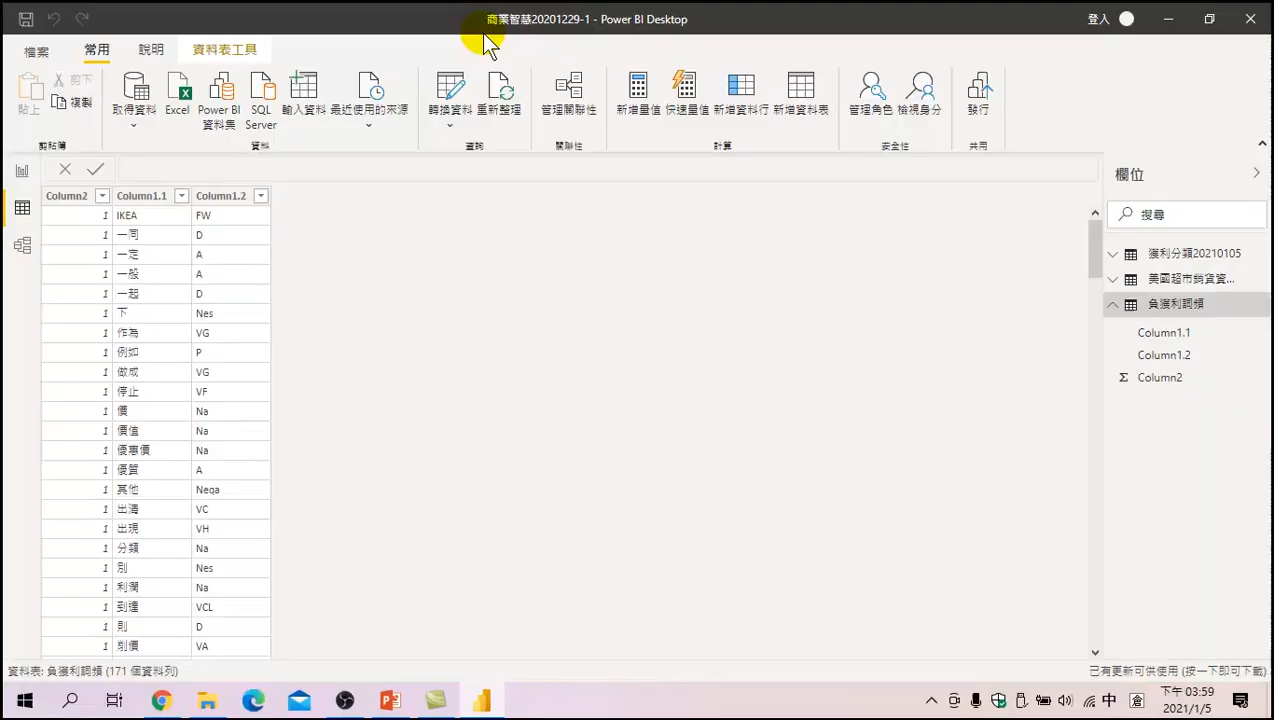 商業智慧20201229-1 - Power BI Desktop
登入
檔案 常用 說明 資料表工具
貼上 剪下 複製 取得資料 Excel Power BI 資料集 SQL Server 輸入資料 最近使用的來源 轉換資料 重新整理 管理關聯性 新增量值 快速量值 新增資料行 新增資料表 管理角色 檢視身分 發行
剪貼簿 資料 查詢 關聯性 計算 安全性 共用
Column2 Column1.1 Column1.2
1 IKEA FW
1 一同 D
1 一定 A
1 一般 A
1 一起 D
1 下 Nes
1 作為 VG
1 例如 P
1 做成 VG
1 停止 VF
1 價 Na
1 價值 Na
1 優惠價 Na
1 優質 A
1 其他 Neqa
1 出清 VC
1 出現 VH
1 分類 Na
1 別 Nes
1 利潤 Na
1 到達 VCL
1 則 D
1 削價 VA
欄位
搜尋
獲利分類20210105
美國超市銷貨資...
負獲利詞頻
Column1.1
Column1.2
Σ Column2
資料表: 負獲利詞頻 (171 個資料列)
已有更新可供使用 (按一下即可下載)
中
倉
下午 03:59
2021/1/5